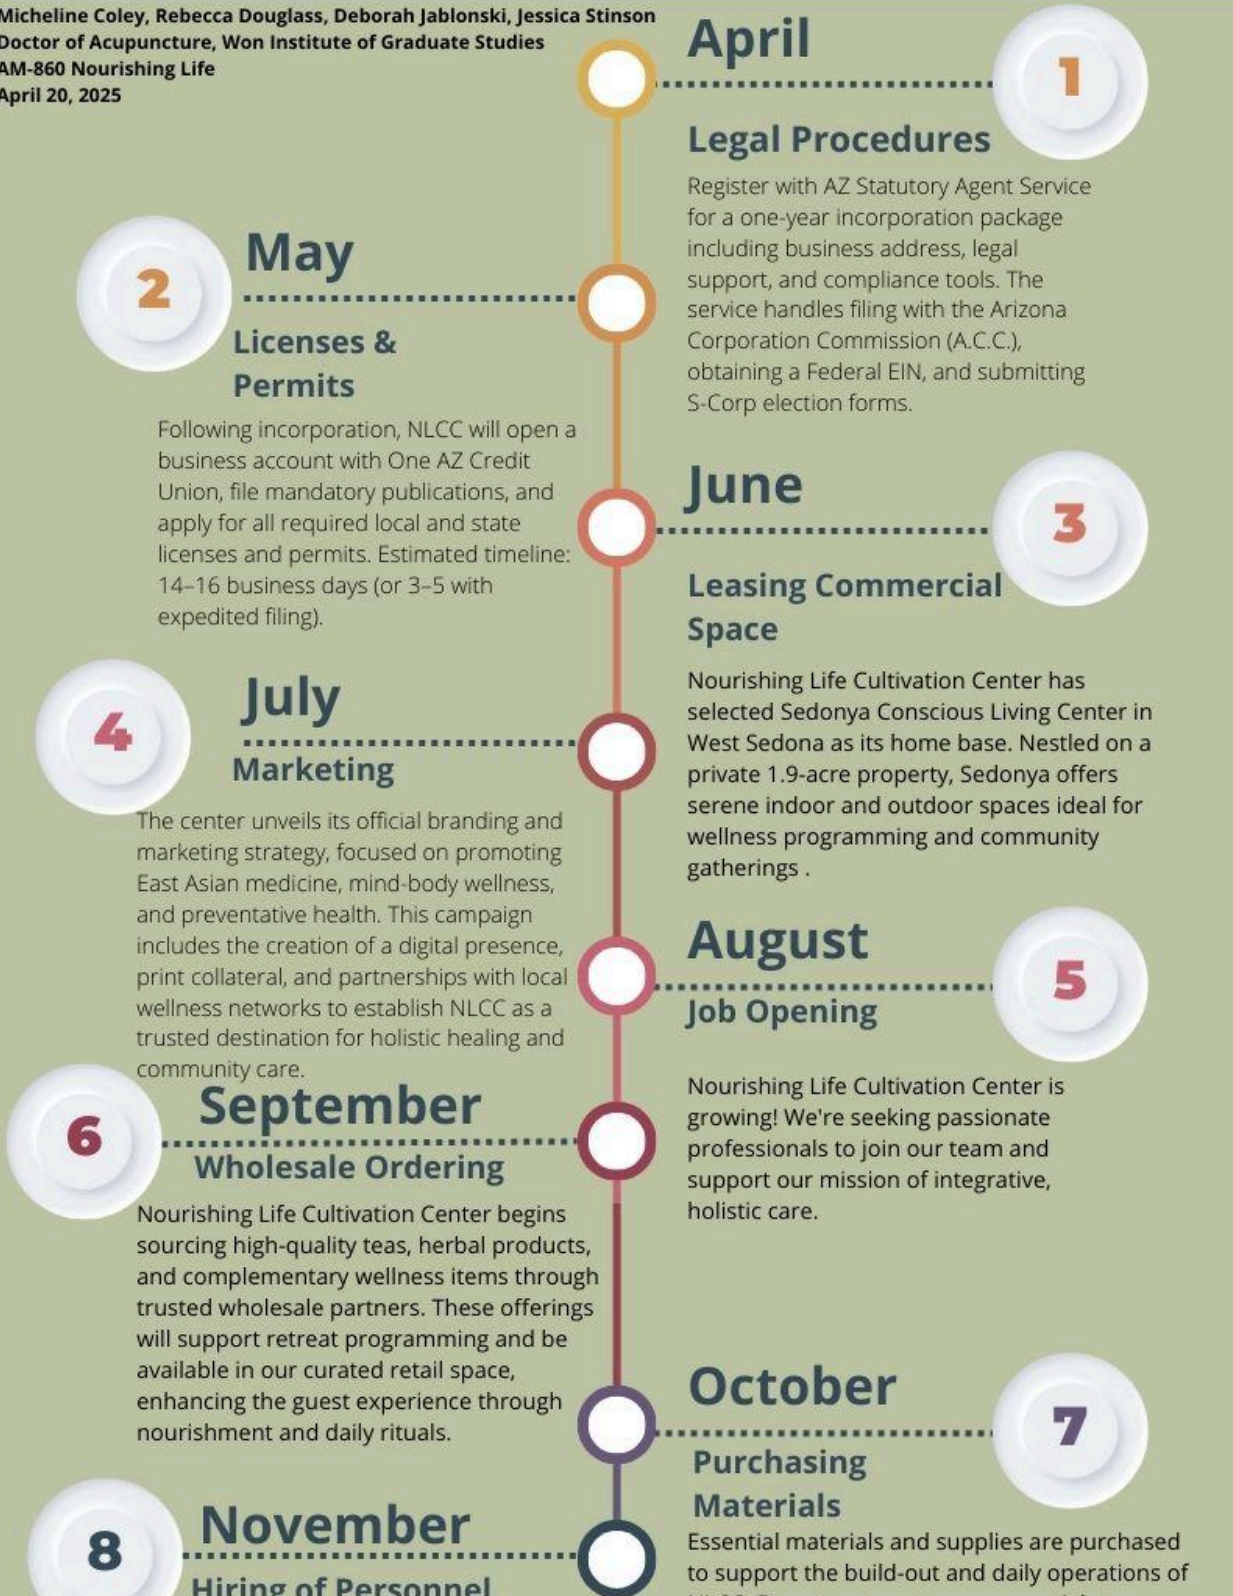 Micheline Coley, Rebecca Douglass, Deborah Jablonski, Jessica Stinson
Doctor of Acupuncture, Won Institute of Graduate Studies
AM-860 Nourishing Life
April 20, 2025
April
1
Legal Procedures
Register with AZ Statutory Agent Service
for a one-year incorporation package
including business address, legal
support, and compliance tools. The
service handles filing with the Arizona
Corporation Commission (A.C.C.),
obtaining a Federal EIN, and submitting
S-Corp election forms.
2
May
Licenses &
Permits
Following incorporation, NLCC will open a
business account with One AZ Credit
Union, file mandatory publications, and
apply for all required local and state
licenses and permits. Estimated timeline:
14–16 business days (or 3–5 with
expedited filing).
June
3
Leasing Commercial
Space
Nourishing Life Cultivation Center has
selected Sedonya Conscious Living Center in
West Sedona as its home base. Nestled on a
private 1.9-acre property, Sedonya offers
serene indoor and outdoor spaces ideal for
wellness programming and community
gatherings .
4
July
Marketing
The center unveils its official branding and
marketing strategy, focused on promoting
East Asian medicine, mind-body wellness,
and preventative health. This campaign
includes the creation of a digital presence,
print collateral, and partnerships with local
wellness networks to establish NLCC as a
trusted destination for holistic healing and
community care.
August
5
Job Opening
Nourishing Life Cultivation Center is
growing! We're seeking passionate
professionals to join our team and
support our mission of integrative,
holistic care.
6
September
Wholesale Ordering
Nourishing Life Cultivation Center begins
sourcing high-quality teas, herbal products,
and complementary wellness items through
trusted wholesale partners. These offerings
will support retreat programming and be
available in our curated retail space,
enhancing the guest experience through
nourishment and daily rituals.
October
7
Purchasing
Materials
Essential materials and supplies are purchased
to support the build-out and daily operations of
8
November
Hiring of Personnel